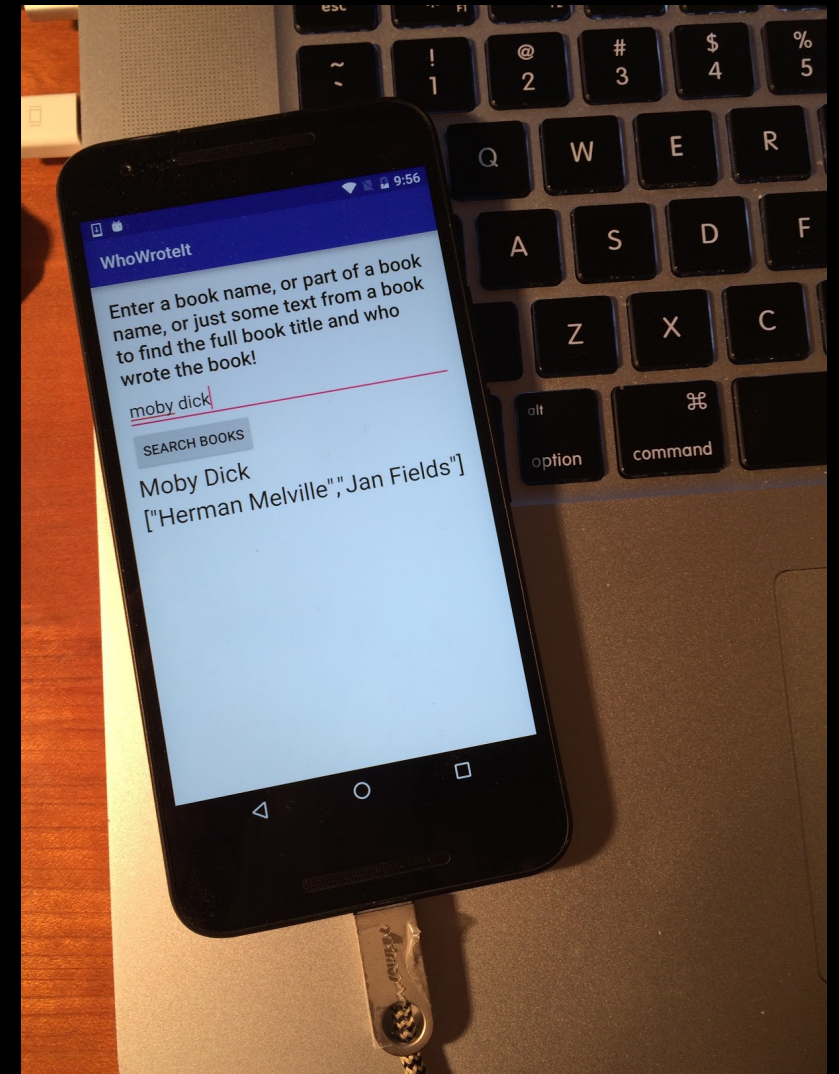 esc
F1
~
`
!
1
@
2
#
3
$
4
%
5
Q
W
E
R
A
S
D
F
Z
X
C
alt
option
⌘
command
9:56
WhoWroteIt
Enter a book name, or part of a book
name, or just some text from a book
to find the full book title and who
wrote the book!
moby dick
SEARCH BOOKS
Moby Dick
["Herman Melville","Jan Fields"]